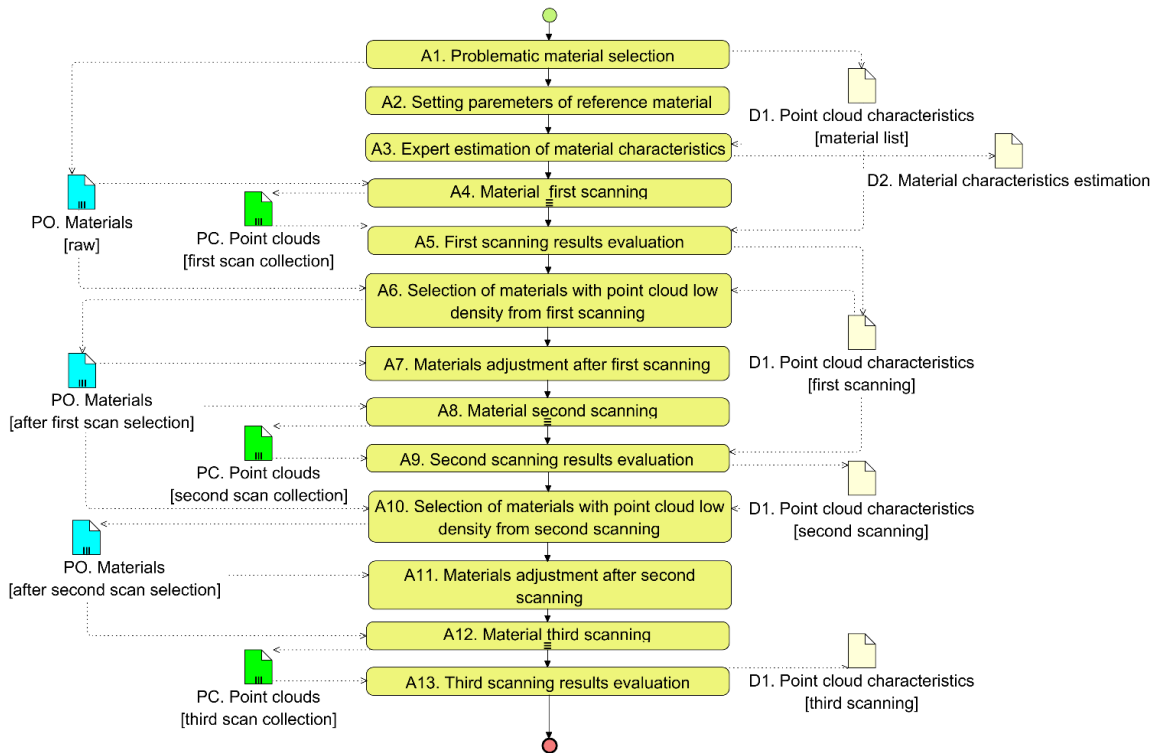 A1. Problematic material selection
A2. Setting paremeters of reference material
D1. Point cloud characteristics
[material list]
A3. Expert estimation of material characteristics
D2. Material characteristics estimation
A4. Material first scanning
PO. Materials
[raw]
PC. Point clouds
[first scan collection]
A5. First scanning results evaluation
A6. Selection of materials with point cloud low
density from first scanning
D1. Point cloud characteristics
[first scanning]
A7. Materials adjustment after first scanning
PO. Materials
[after first scan selection]
A8. Material second scanning
PC. Point clouds
[second scan collection]
A9. Second scanning results evaluation
A10. Selection of materials with point cloud low
density from second scanning
D1. Point cloud characteristics
[second scanning]
PO. Materials
[after second scan selection]
A11. Materials adjustment after second
scanning
A12. Material third scanning
PC. Point clouds
[third scan collection]
A13. Third scanning results evaluation
D1. Point cloud characteristics
[third scanning]